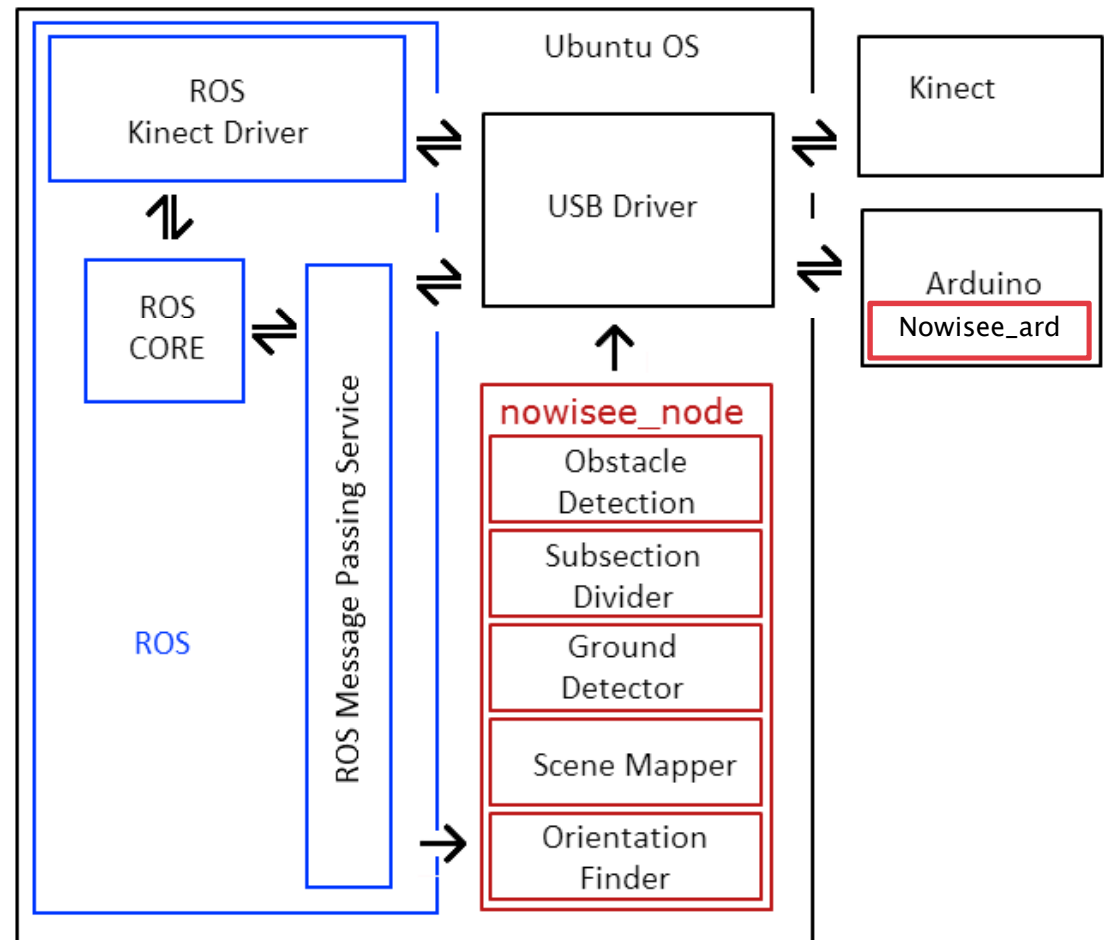 Ubuntu OS
ROS
Kinect Driver
Kinect
USB Driver
Arduino
Nowisee_ard
ROS
CORE
ROS Message Passing Service
nowisee_node
Obstacle
Detection
Subsection
Divider
Ground
Detector
Scene Mapper
Orientation
Finder
ROS